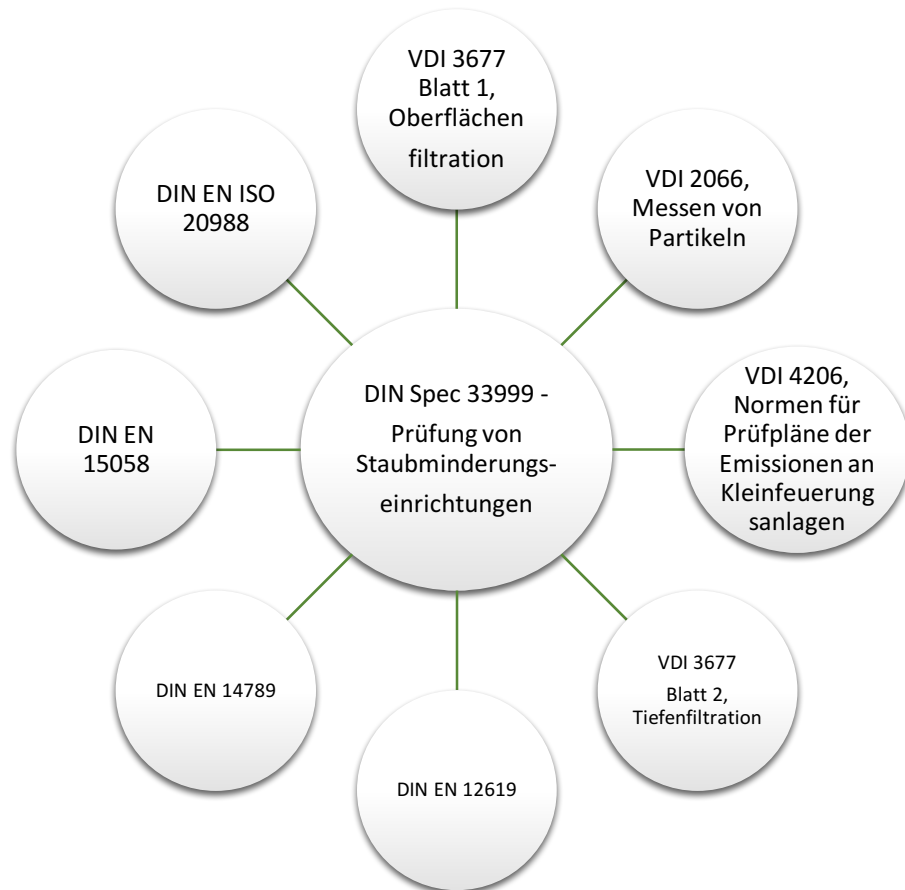 VDI 3677
Blatt 1,
Oberflächen
filtration
VDI 2066,
Messen von
Partikeln
VDI 4206,
Normen für
Prüfpläne der
Emissionen an
Kleinfeuerung
sanlagen
VDI 3677
Blatt 2,
Tiefenfiltration
DIN EN 12619
DIN EN 14789
DIN EN
15058
DIN EN ISO
20988
DIN Spec 33999 -
Prüfung von
Staubminderungs-
einrichtungen